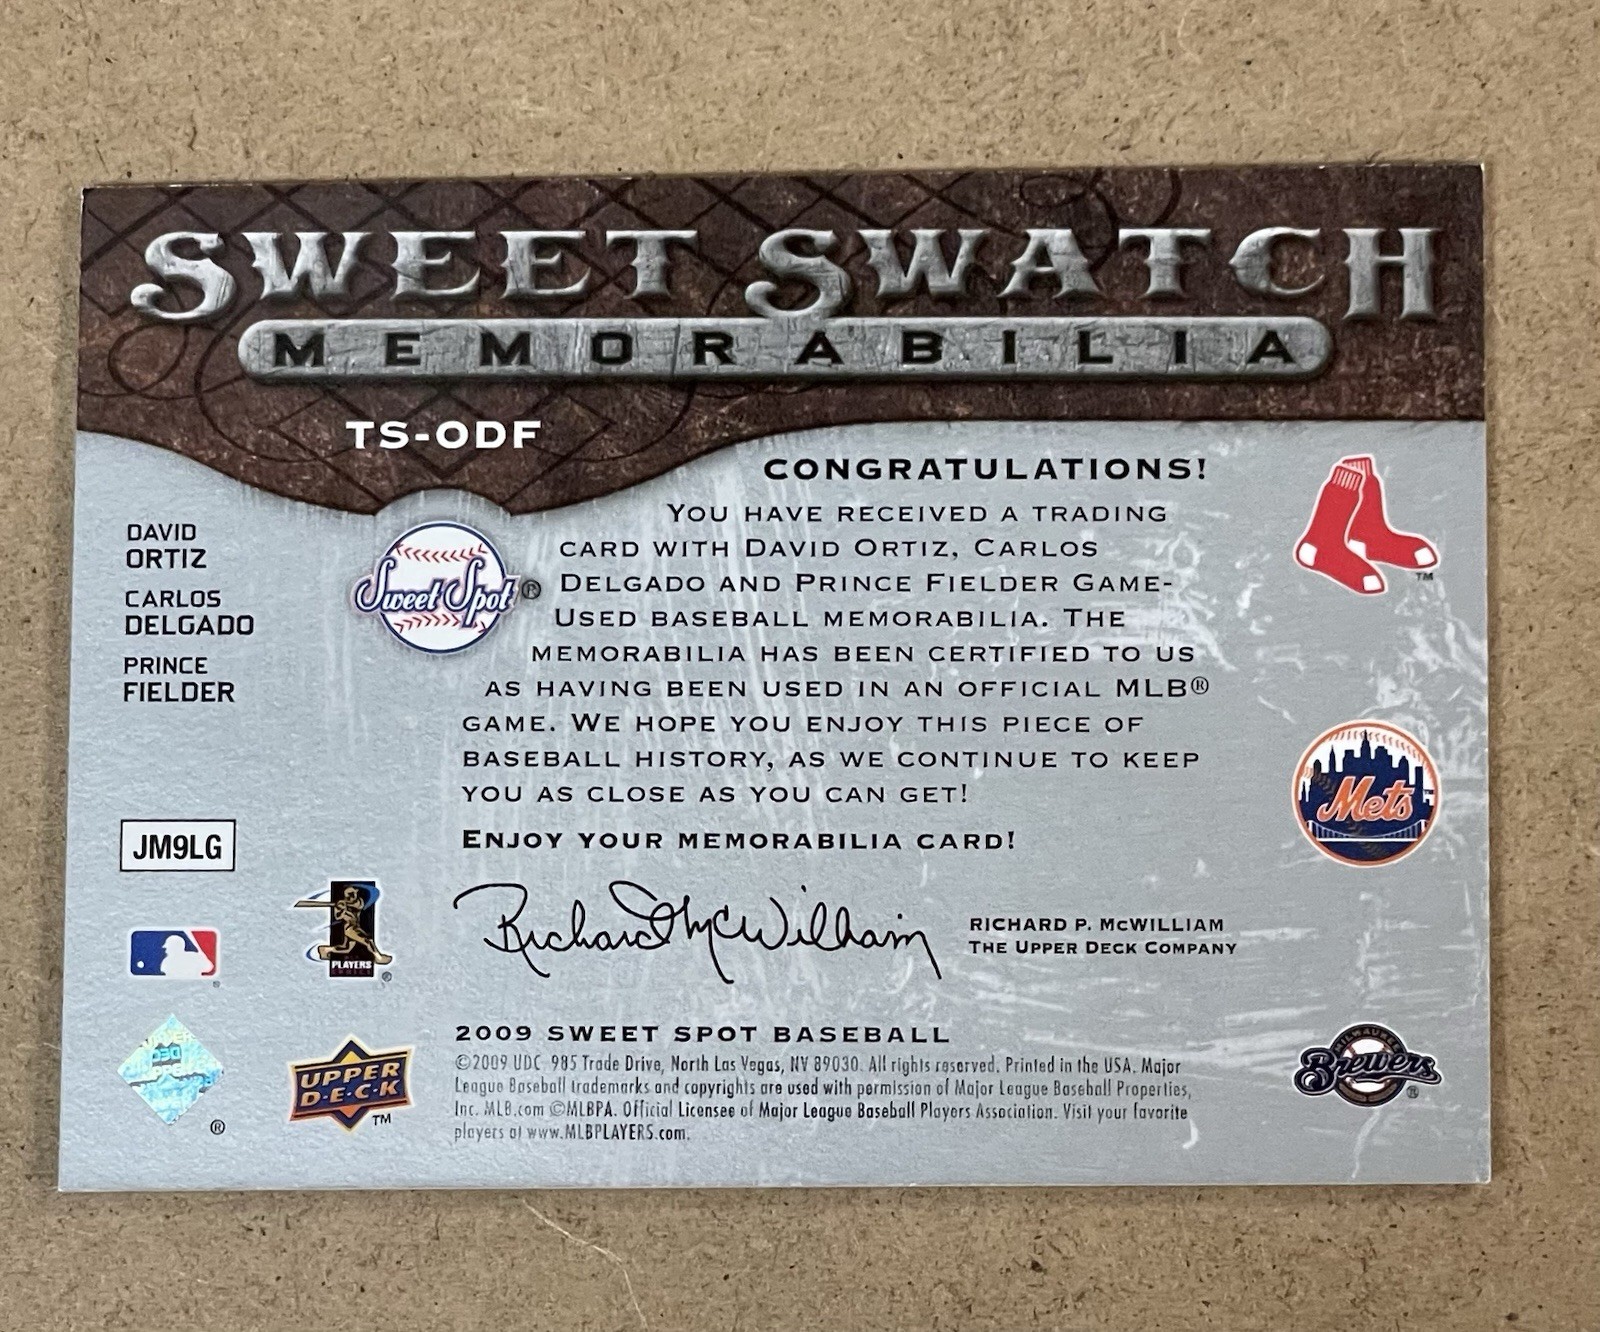 SWEET SWATCH
MEMORABILIA
TS-ODF
DAVID
ORTIZ
CARLOS
DELGADO
PRINCE
FIELDER
Sweet Spot®
CONGRATULATIONS!
YOU HAVE RECEIVED A TRADING
CARD WITH DAVID ORTIZ, CARLOS
DELGADO AND PRINCE FIELDER GAME-
USED BASEBALL MEMORABILIA. THE
MEMORABILIA HAS BEEN CERTIFIED TO US
AS HAVING BEEN USED IN AN OFFICIAL MLB®
GAME. WE HOPE YOU ENJOY THIS PIECE OF
BASEBALL HISTORY, AS WE CONTINUE TO KEEP
YOU AS CLOSE AS YOU CAN GET!
ENJOY YOUR MEMORABILIA CARD!
Richard McWilliam
RICHARD P. McWILLIAM
THE UPPER DECK COMPANY
TM
Mets
MILWAUKEE
Brewers®
JM9LG
PLAYERS
CHOICE
®
®
UPPER
D·E·C·K
TM
®
2009 SWEET SPOT BASEBALL
©2009 UDC 985 Trade Drive, North Las Vegas, NV 89030. All rights reserved. Printed in the USA. Major
League Baseball trademarks and copyrights are used with permission of Major League Baseball Properties,
Inc. MLB.com ©MLBPA. Official Licensee of Major League Baseball Players Association. Visit your favorite
players at www.MLBPLAYERS.com.